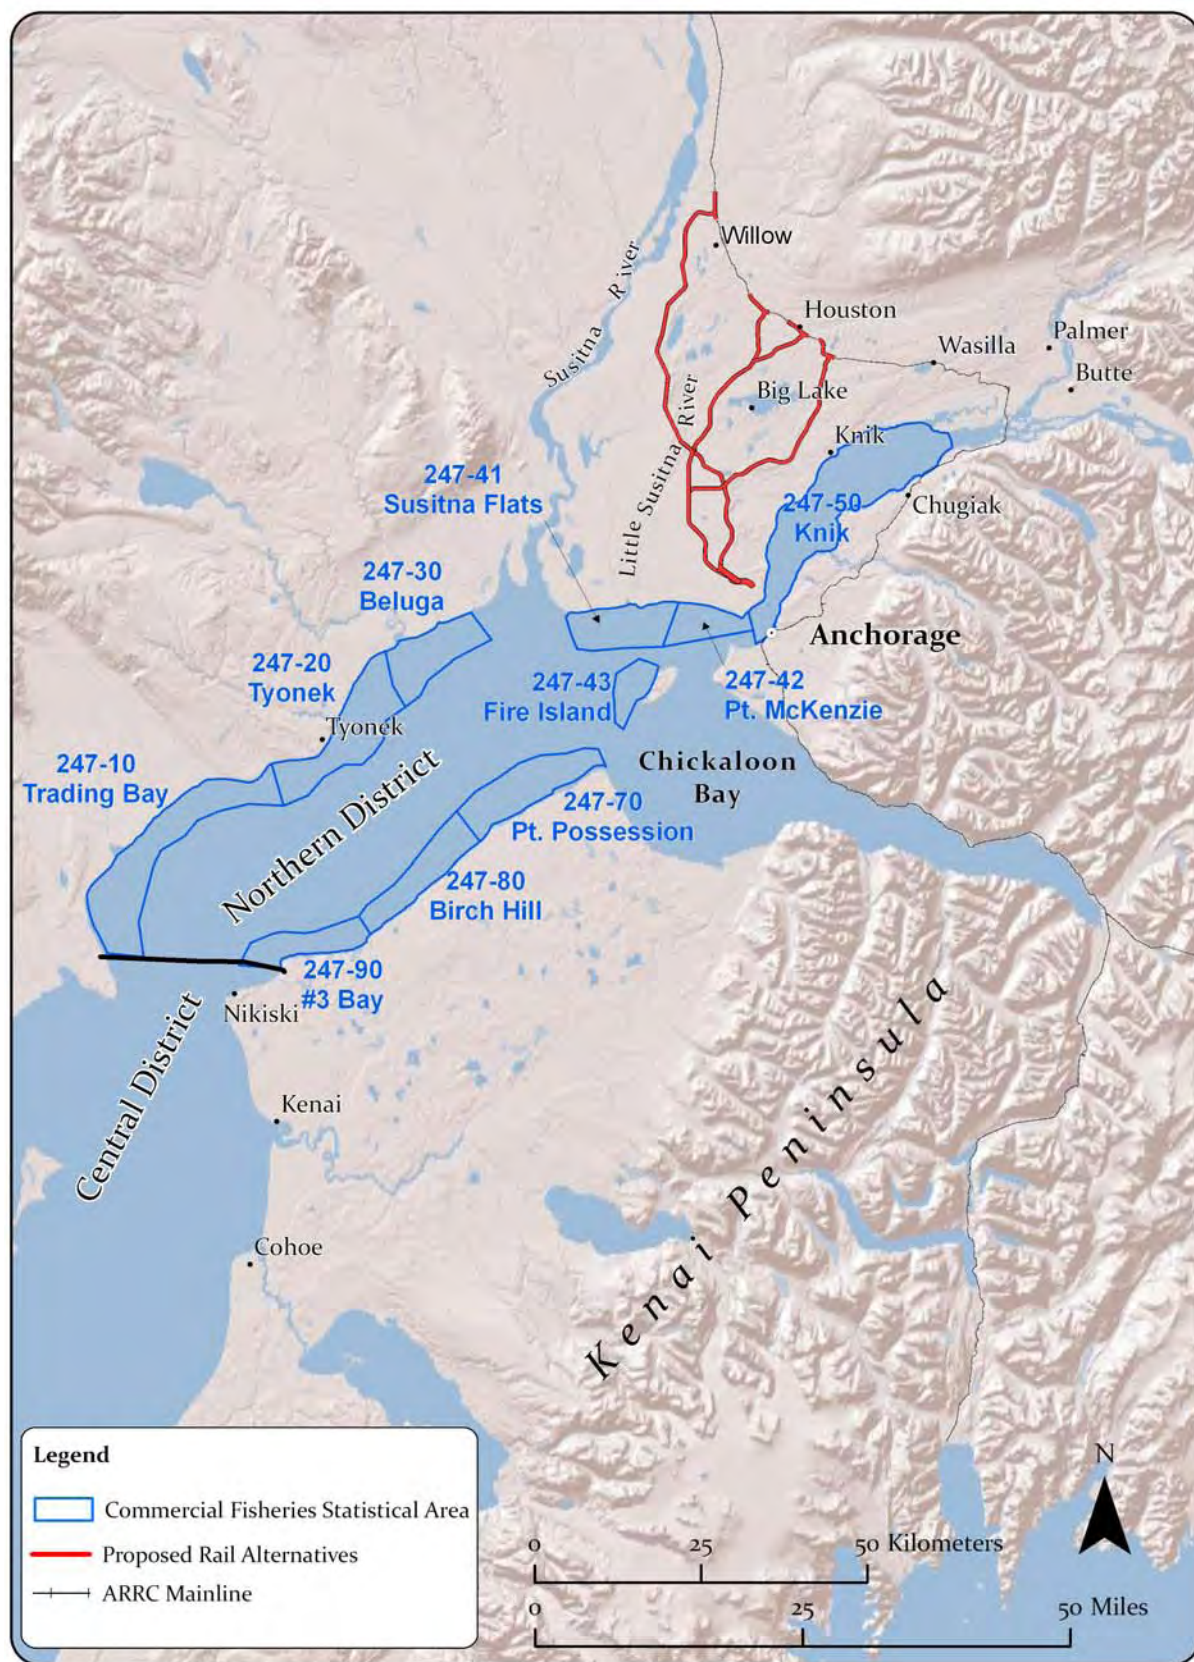 Willow
Susitna River
Houston
Palmer
Wasilla
Butte
Big Lake
Little Susitna River
Knik
247-41
Susitna Flats
247-50
Knik
Chugiak
247-30
Beluga
Anchorage
247-20
Tyonek
247-43
Fire Island
247-42
Pt. McKenzie
Tyonek
247-10
Trading Bay
Chickaloon
Bay
Northern District
247-70
Pt. Possession
247-80
Birch Hill
247-90
#3 Bay
Nikiski
Central District
Kenai Peninsula
Kenai
Cohoe
Legend
Commercial Fisheries Statistical Area
Proposed Rail Alternatives
ARRC Mainline
N
0 25 50 Kilometers
0 25 50 Miles